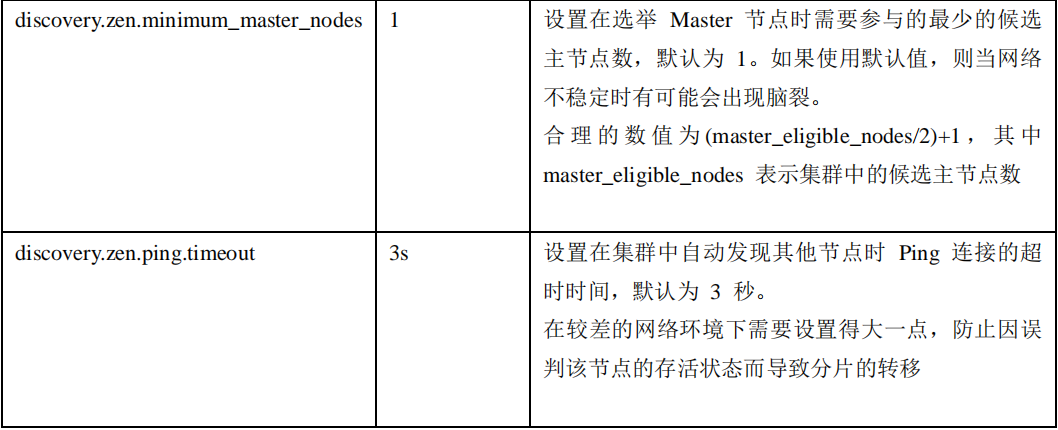 discovery.zen.minimum_master_nodes
1
设置在选举 Master 节点时需要参与的最少的候选
主节点数，默认为 1。如果使用默认值，则当网络
不稳定时有可能会出现脑裂。
合理的数值为(master_eligible_nodes/2)+1，其中
master_eligible_nodes 表示集群中的候选主节点数
discovery.zen.ping.timeout
3s
设置在集群中自动发现其他节点时 Ping 连接的超
时时间，默认为 3 秒。
在较差的网络环境下需要设置得大一点，防止因误
判该节点的存活状态而导致分片的转移